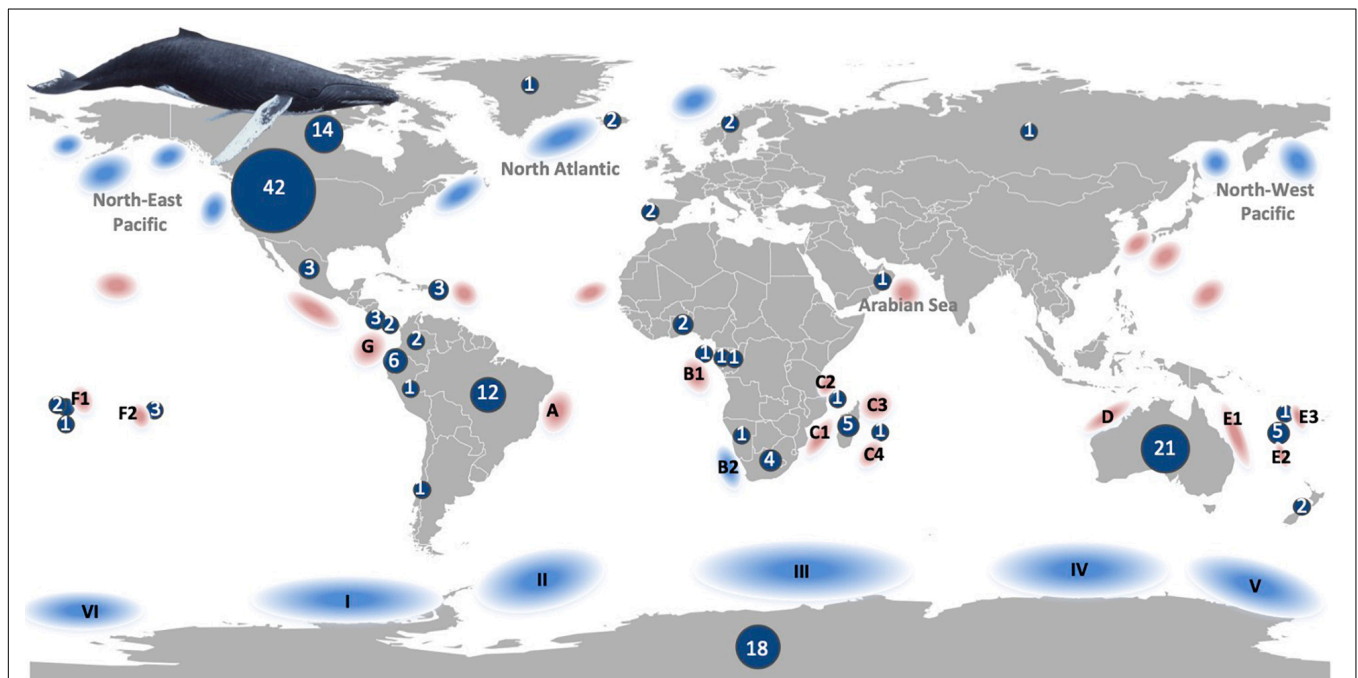 1
14
2
2
1
North Atlantic
42
North-East
Pacific
North-West
Pacific
2
3
3
1
Arabian Sea
3
2
2
2
G
6
1
1
1
B1
1
12
C2
1
C3
2
F1
1
F2
3
A
D
E1
1
E3
5
1
C1
C4
1
B2
4
21
5
E2
1
2
VI
I
II
III
IV
V
18